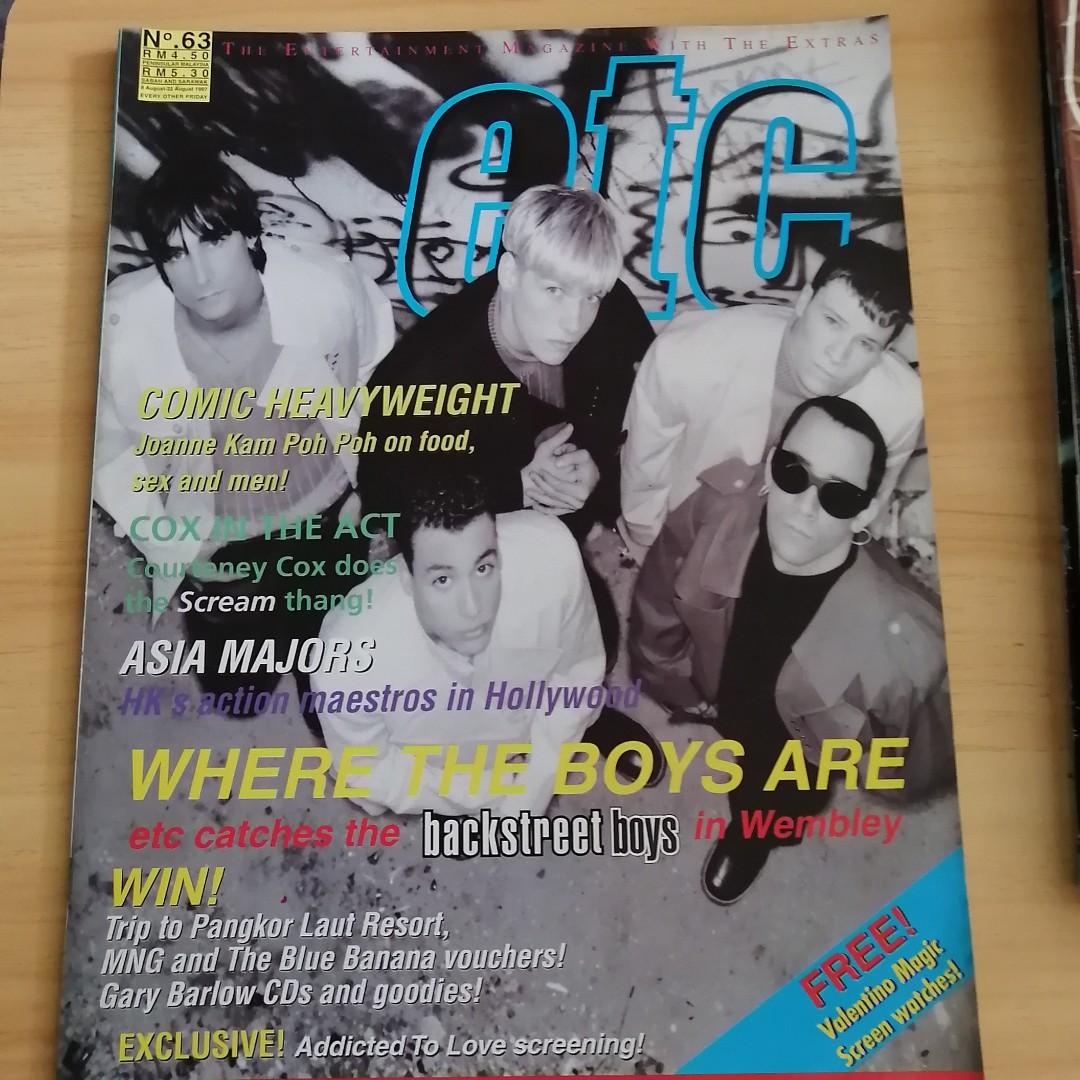 Nº.63
RM4.50
PENINSULAR MALAYSIA
RM5.30
SABAH AND SARAWAK
8 August-22 August 1997
EVERY OTHER FRIDAY
THE ENTERTAINMENT MAGAZINE WITH THE EXTRAS
etc
COMIC HEAVYWEIGHT
Joanne Kam Poh Poh on food,
sex and men!
COX IN THE ACT
Courteney Cox does
the Scream thang!
ASIA MAJORS
HK's action maestros in Hollywood
WHERE THE BOYS ARE
etc catches the backstreet boys in Wembley
WIN!
Trip to Pangkor Laut Resort,
MNG and The Blue Banana vouchers!
Gary Barlow CDs and goodies!
EXCLUSIVE! Addicted To Love screening!
FREE!
Valentino Magic
Screen watches!